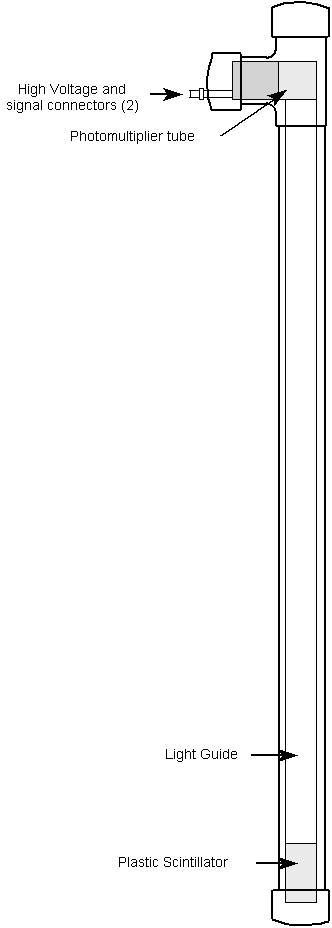 High Voltage and
signal connectors (2)
Photomultiplier tube
Light Guide
Plastic Scintillator